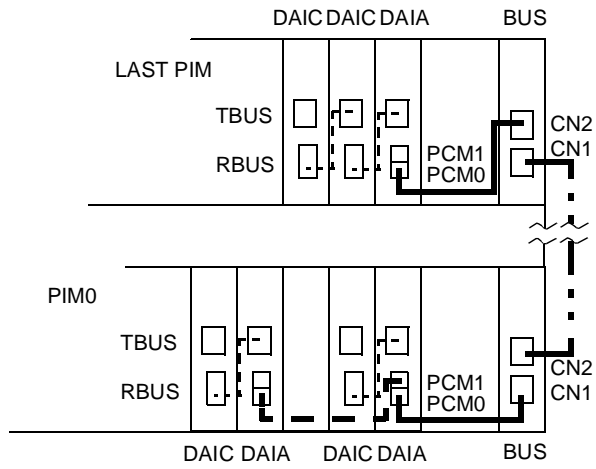 DAIC DAIC DAIA BUS
LAST PIM
TBUS
CN2
RBUS PCM1 CN1
PCM0
PIM0
TBUS
CN2
RBUS PCM1 CN1
PCM0
DAIC DAIA DAIC DAIA BUS